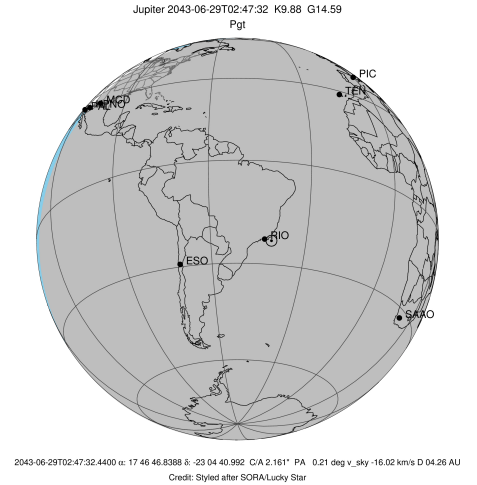 Jupiter 2043-06-29T02:47:32 K9.88 G14.59
Pgt
PIC
TEN
MCD
RIO
ESO
SAAO
2043-06-29T02:47:32.4400 α: 17 46 46.8388 δ: -23 04 40.992 C/A 2.161" PA 0.21 deg v_sky -16.02 km/s D 04.26 AU
Credit: Styled after SORA/Lucky Star